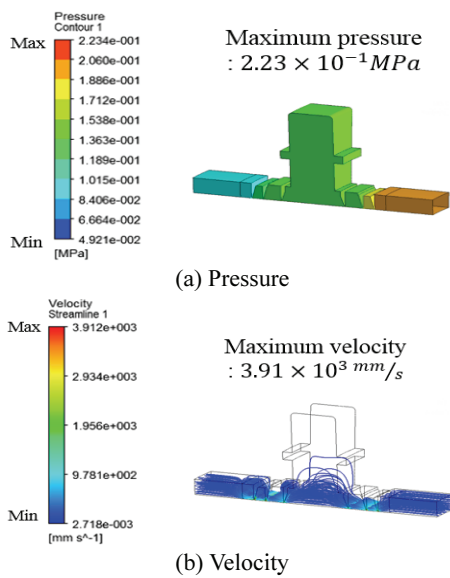 Pressure
Contour 1
Max
2.234e-001
2.060e-001
1.886e-001
1.712e-001
1.538e-001
1.363e-001
1.189e-001
1.015e-001
8.406e-002
6.664e-002
4.921e-002
Min
[MPa]
Maximum pressure
: 2.23 × 10⁻¹MPa
(a) Pressure
Velocity
Streamline 1
Max
3.912e+003
2.934e+003
1.956e+003
9.781e+002
2.718e-003
Min
[mm s^-1]
Maximum velocity
: 3.91 × 10³ mm/s
(b) Velocity